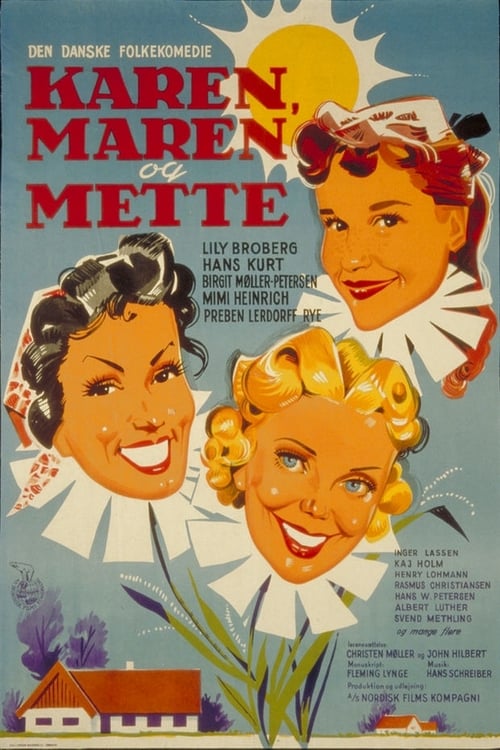 DEN DANSKE FOLKEKOMEDIE
KAREN,
MAREN
og
METTE
LILY BROBERG
HANS KURT
BIRGIT MØLLER-PETERSEN
MIMI HEINRICH
PREBEN LERDORFF RYE
INGER LASSEN
KAJ HOLM
HENRY LOHMANN
RASMUS CHRISTIANSEN
HANS W. PETERSEN
ALBERT LUTHER
SVEND METHLING
og mange flere
Iscenesættelse:
CHRISTEN MØLLER og JOHN HILBERT
Manuskript: Musik:
FLEMING LYNGE HANS SCHREIBER
Produktion og udlejning:
A/S NORDISK FILMS KOMPAGNI